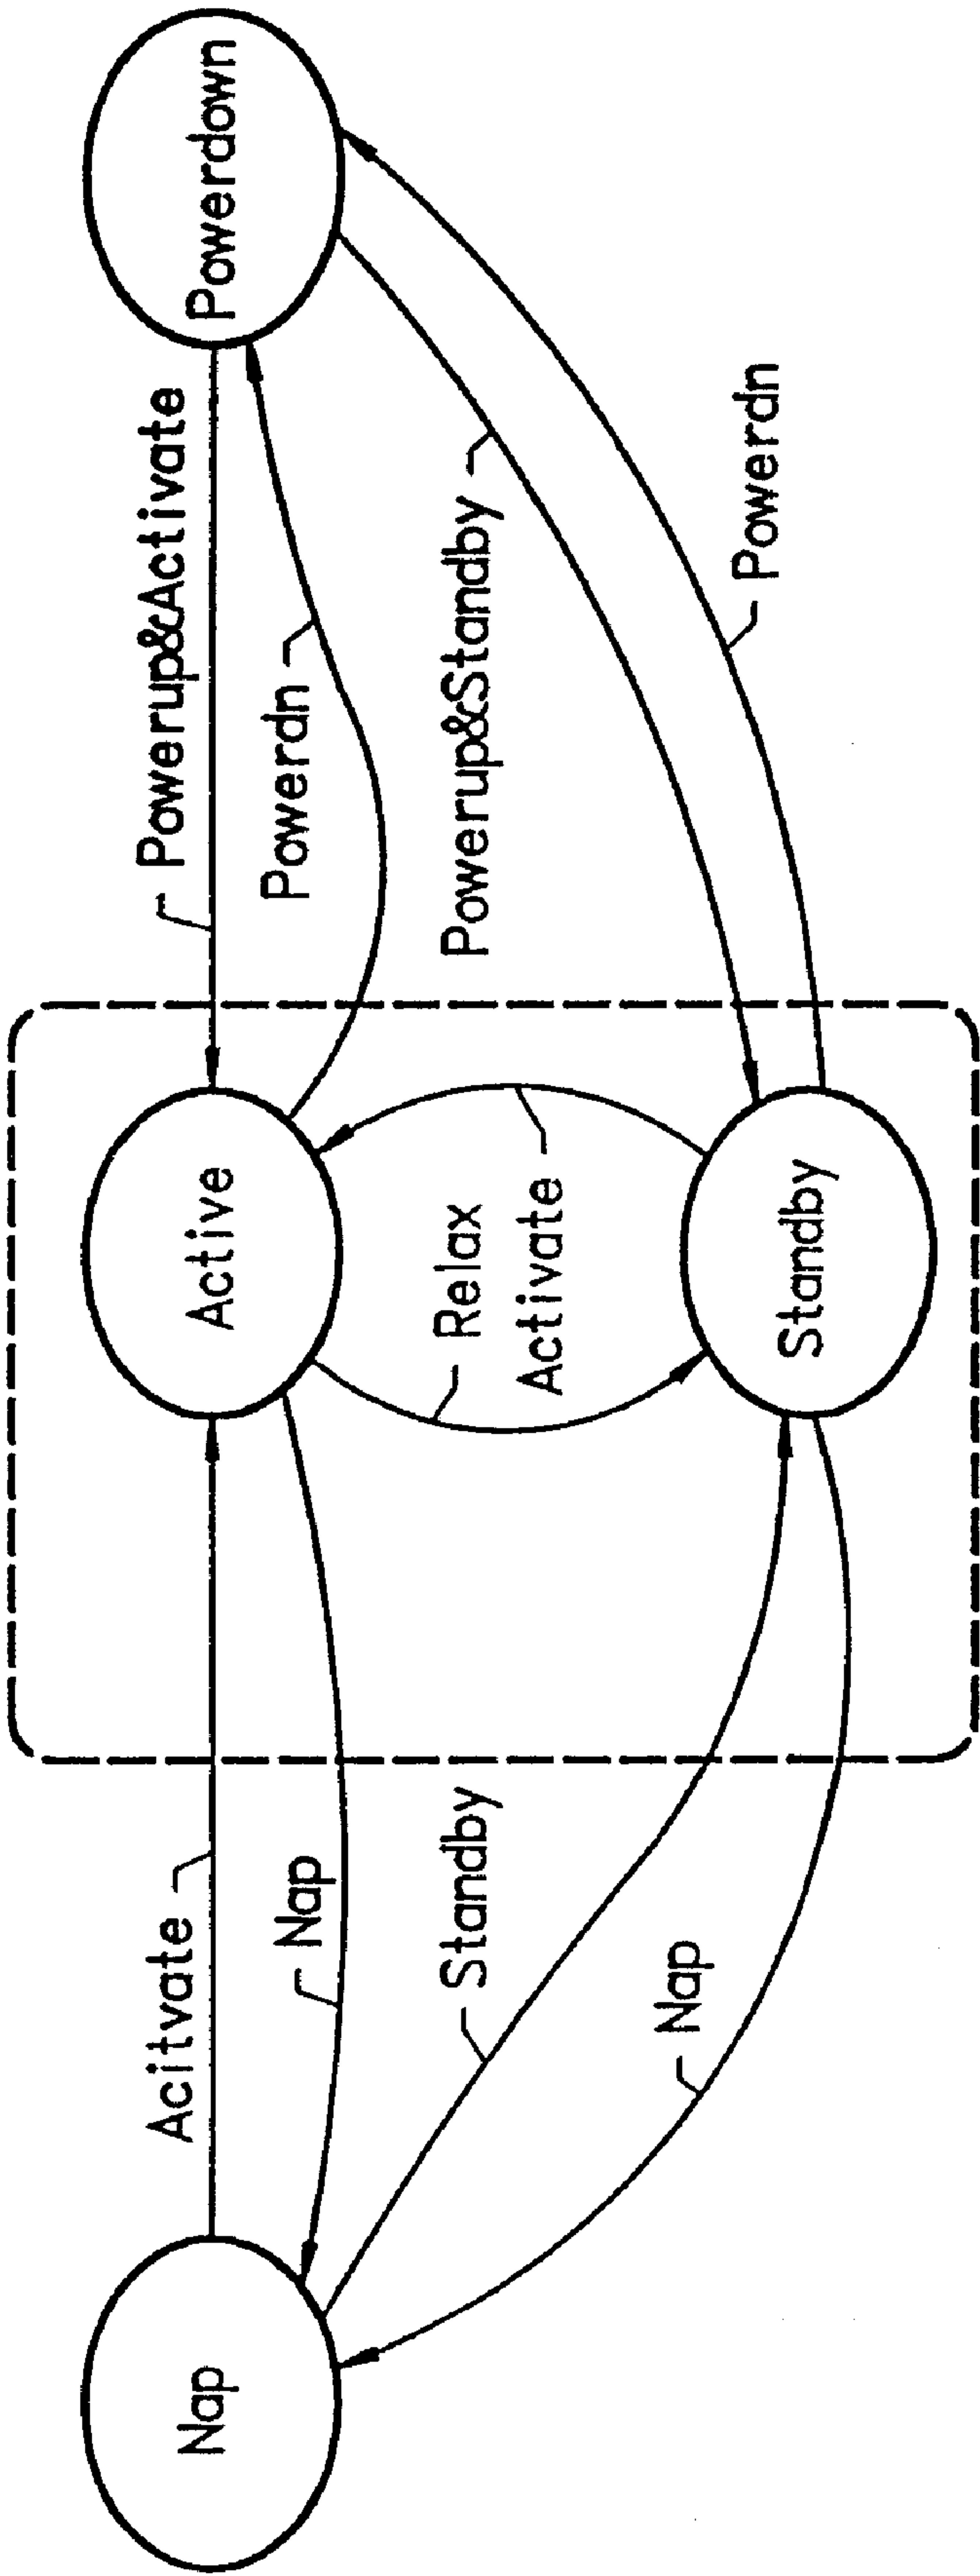 Acitvate
Powerup&Activate
Nap
Active
Powerdown
Nap
Powerdn
Standby
Relax
Activate
Powerup&Standby
Nap
Standby
Powerdn